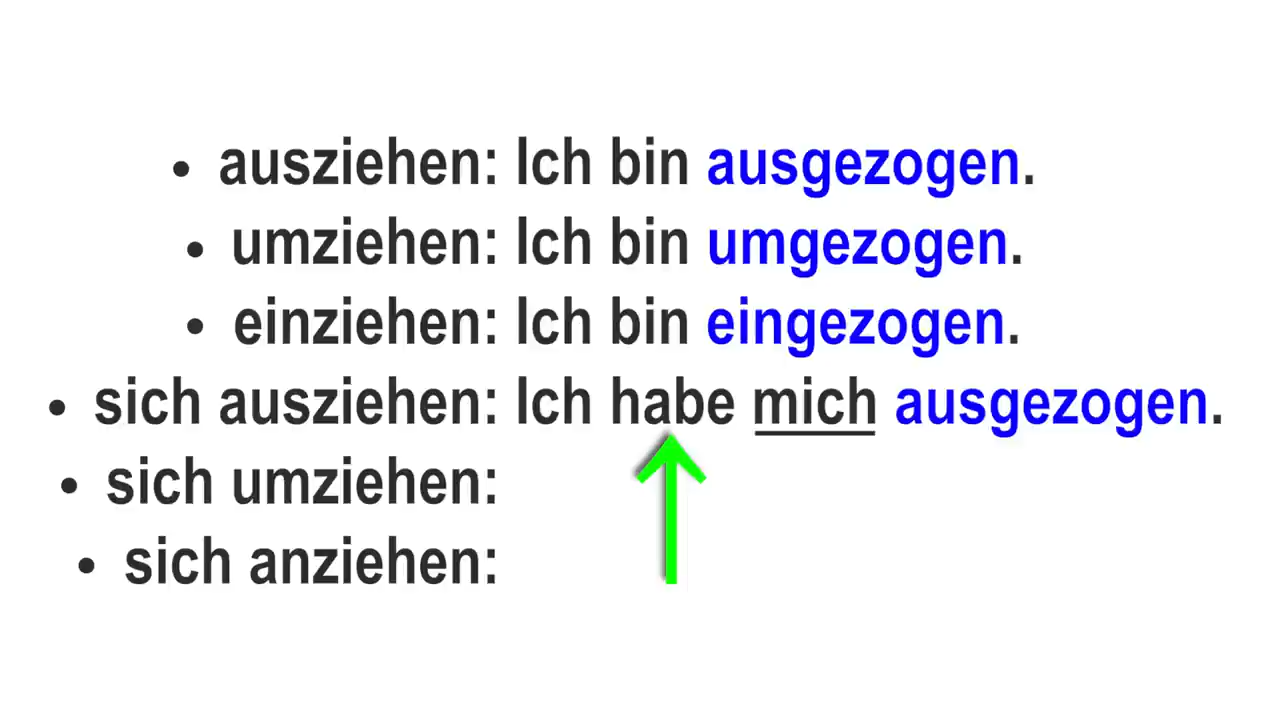 • ausziehen: Ich bin ausgezogen.
• umziehen: Ich bin umgezogen.
• einziehen: Ich bin eingezogen.
• sich ausziehen: Ich habe mich ausgezogen.
• sich umziehen:
• sich anziehen: